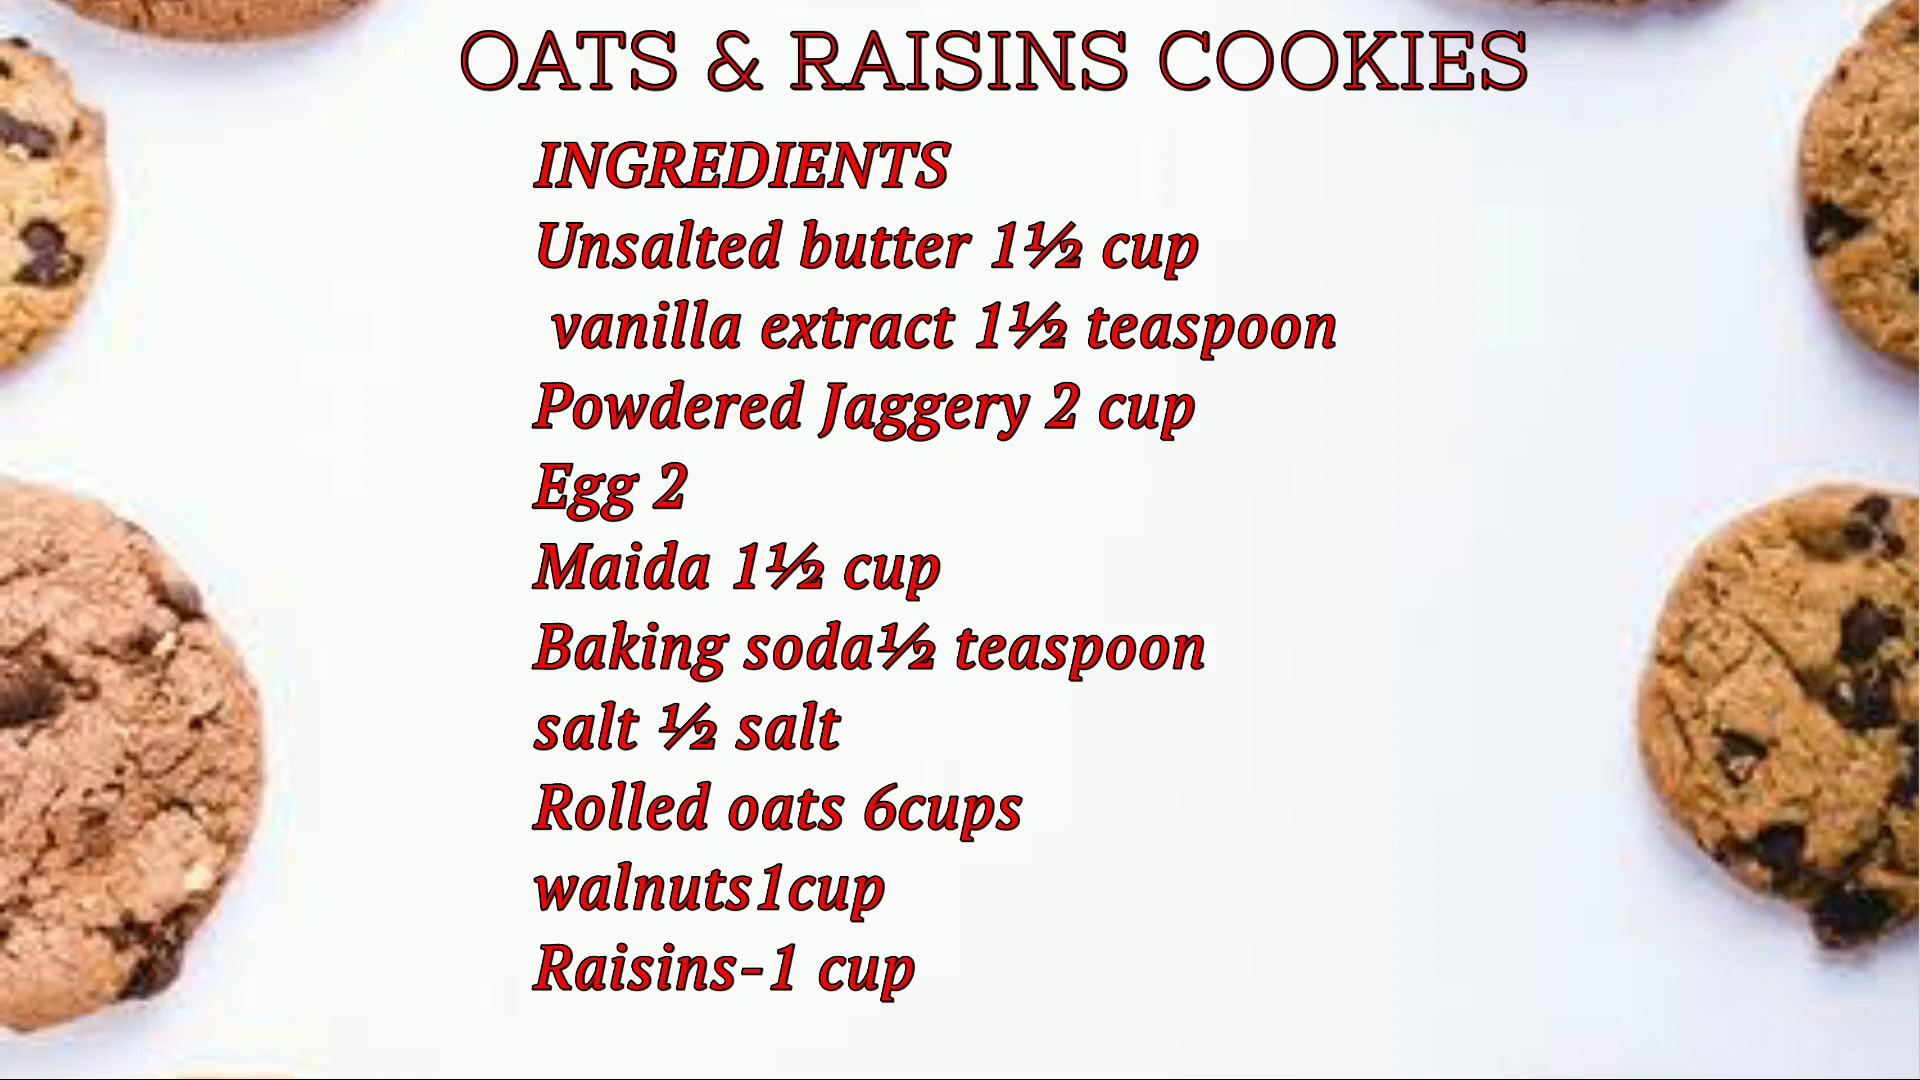 OATS & RAISINS COOKIES
INGREDIENTS
Unsalted butter 1½ cup
vanilla extract 1½ teaspoon
Powdered Jaggery 2 cup
Egg 2
Maida 1½ cup
Baking soda½ teaspoon
salt ½ salt
Rolled oats 6cups
walnuts1cup
Raisins-1 cup